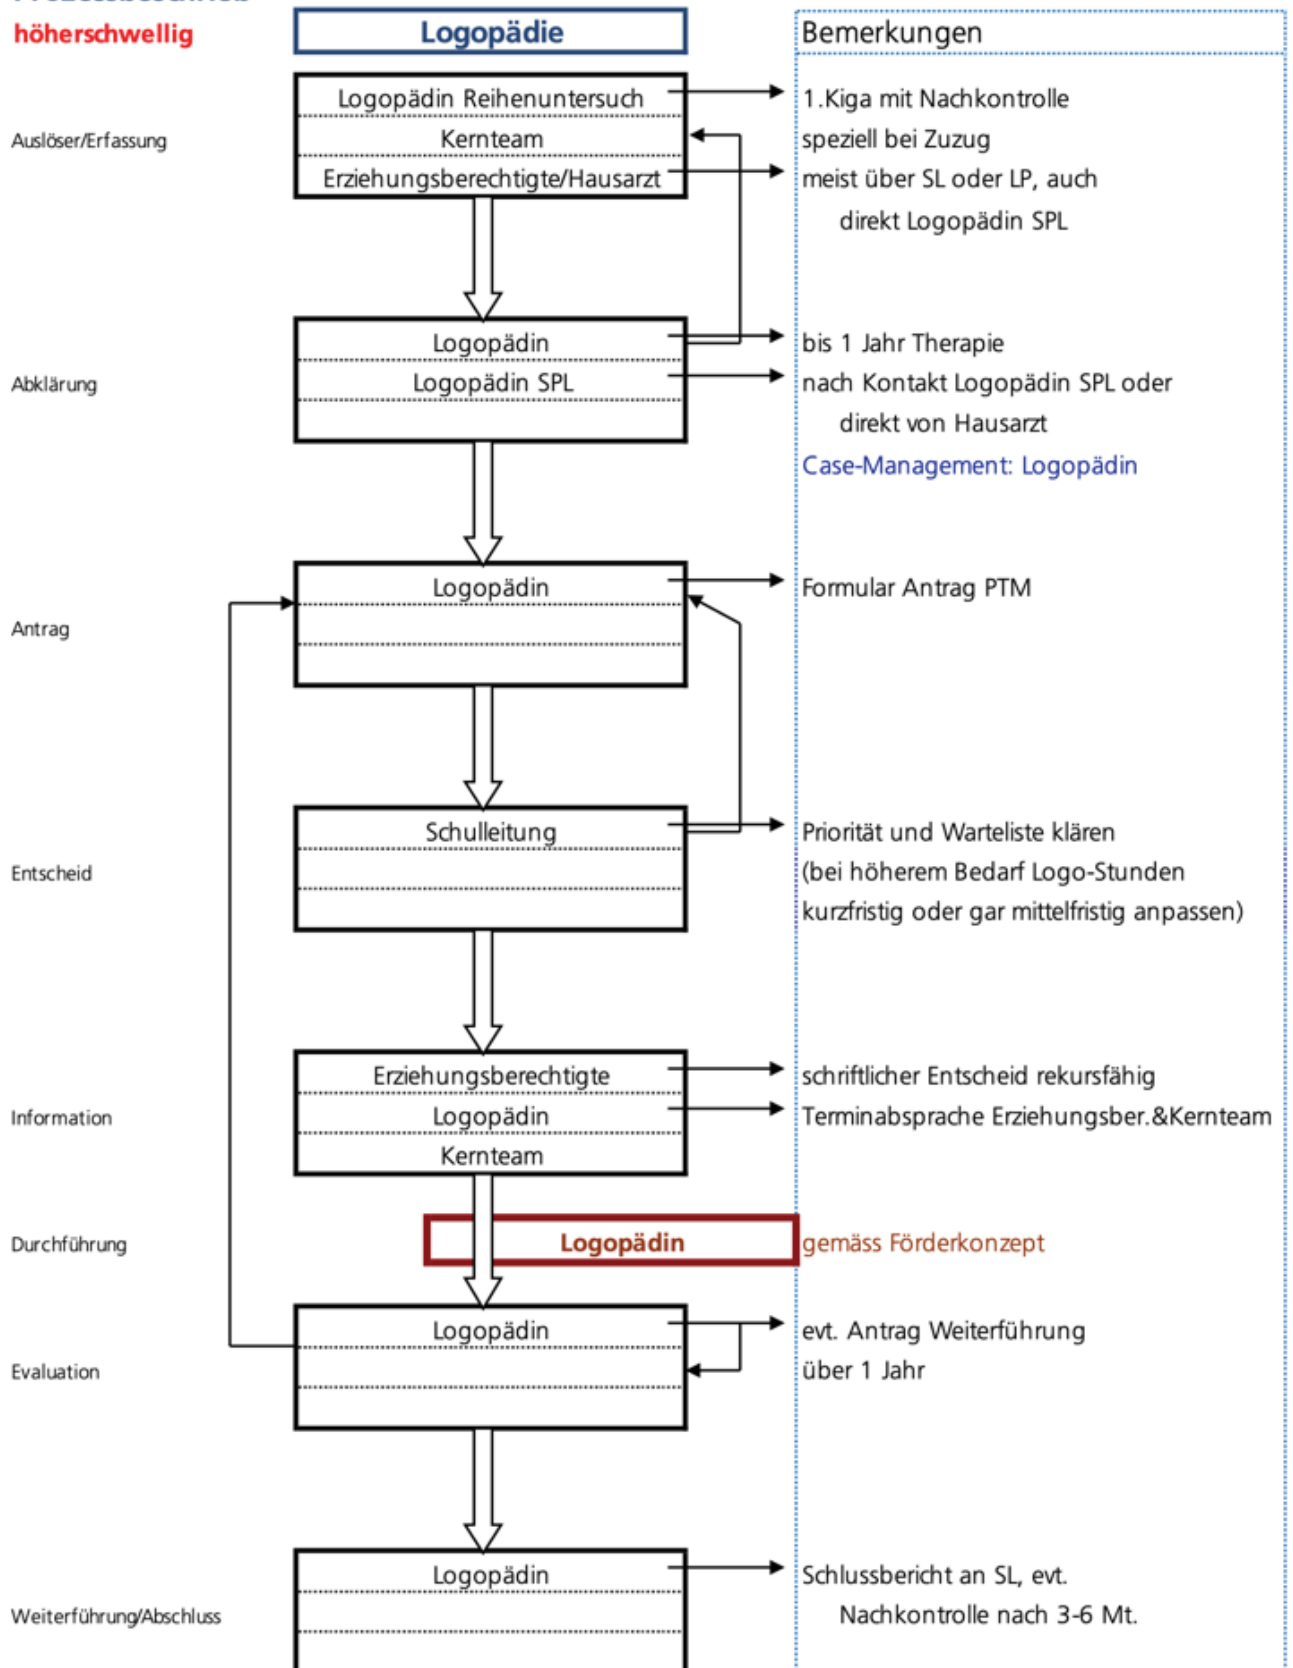 höherschwellig
Logopädie
Bemerkungen
Auslöser/Erfassung
Logopädin Reihenuntersuch
Kernteam
Erziehungsberechtigte/Hausarzt
1.Kiga mit Nachkontrolle
speziell bei Zuzug
meist über SL oder LP, auch
direkt Logopädin SPL
Abklärung
Logopädin
Logopädin SPL
bis 1 Jahr Therapie
nach Kontakt Logopädin SPL oder
direkt von Hausarzt
Case-Management: Logopädin
Antrag
Logopädin
Formular Antrag PTM
Entscheid
Schulleitung
Priorität und Warteliste klären
(bei höherem Bedarf Logo-Stunden
kurzfristig oder gar mittelfristig anpassen)
Information
Erziehungsberechtigte
Logopädin
Kernteam
schriftlicher Entscheid rekursfähig
Terminabsprache Erziehungsber.&Kernteam
Durchführung
Logopädin
gemäss Förderkonzept
Evaluation
Logopädin
evt. Antrag Weiterführung
über 1 Jahr
Weiterführung/Abschluss
Logopädin
Schlussbericht an SL, evt.
Nachkontrolle nach 3-6 Mt.